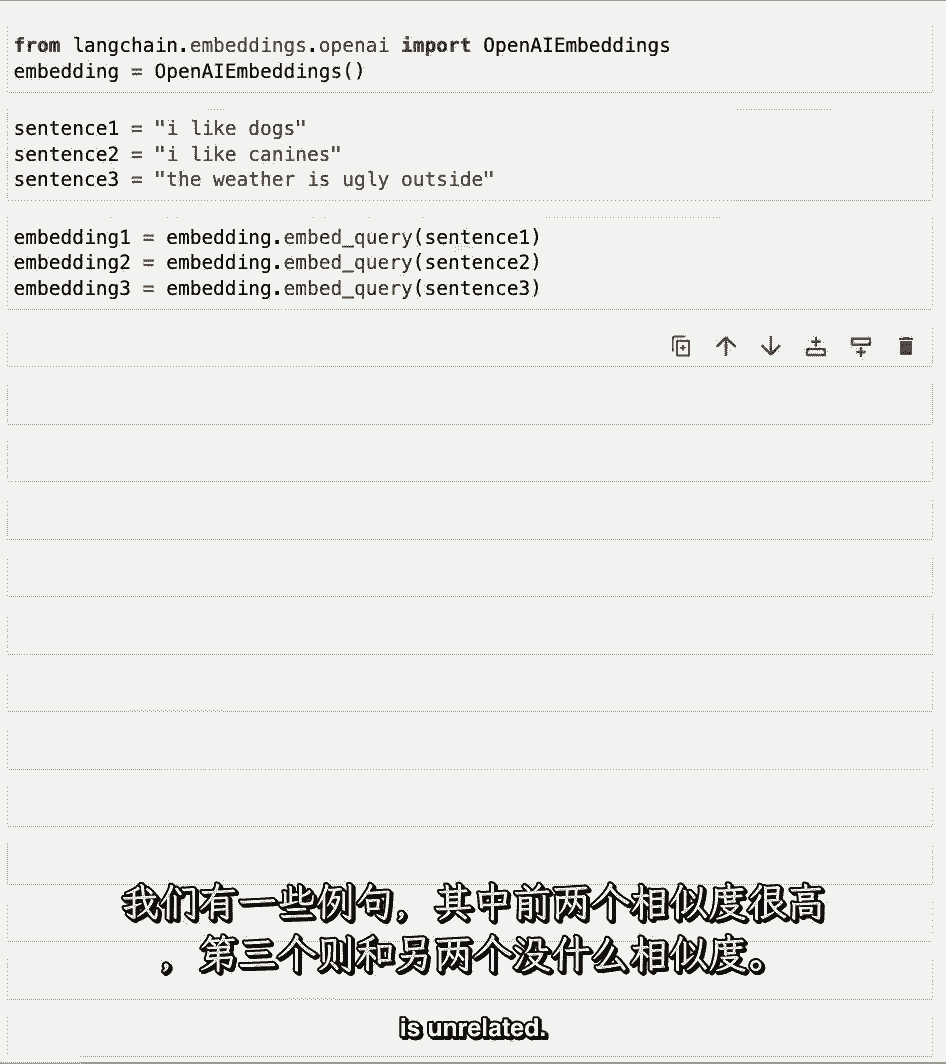 from langchain.embeddings.openai import OpenAIEmbeddings
embedding = OpenAIEmbeddings()
sentence1 = "i like dogs"
sentence2 = "i like canines"
sentence3 = "the weather is ugly outside"
embedding1 = embedding.embed_query(sentence1)
embedding2 = embedding.embed_query(sentence2)
embedding3 = embedding.embed_query(sentence3)
我们有一些例句，其中前两个相似度很高
，第三个则和另两个没什么相似度。
is unrelated.